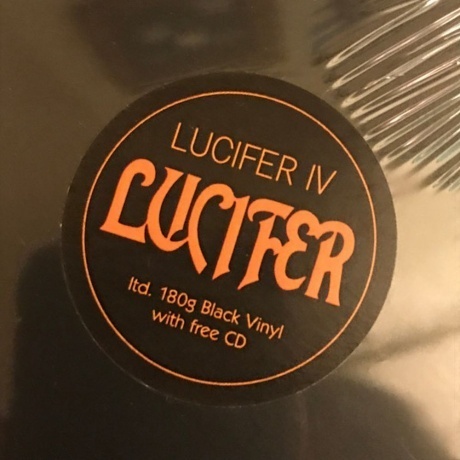 LUCIFER IV
LUCIFER
ltd. 180g Black Vinyl
with free CD